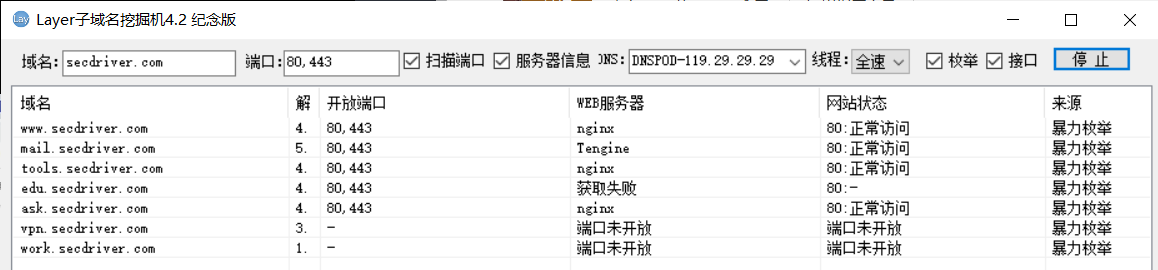 Lay Layer子域名挖掘机4.2 纪念版
域名: secdriver.com 端口: 80,443 扫描端口 服务器信息 DNS: DNSPOD-119.29.29.29 线程: 全速 枚举 接口 停 止
域名 解 开放端口 WEB服务器 网站状态 来源
www.secdriver.com 4. 80,443 nginx 80:正常访问 暴力枚举
mail.secdriver.com 5. 80,443 Tengine 80:正常访问 暴力枚举
tools.secdriver.com 4. 80,443 nginx 80:正常访问 暴力枚举
edu.secdriver.com 4. 80,443 获取失败 80:- 暴力枚举
ask.secdriver.com 4. 80,443 nginx 80:正常访问 暴力枚举
vpn.secdriver.com 3. - 端口未开放 端口未开放 暴力枚举
work.secdriver.com 1. - 端口未开放 端口未开放 暴力枚举